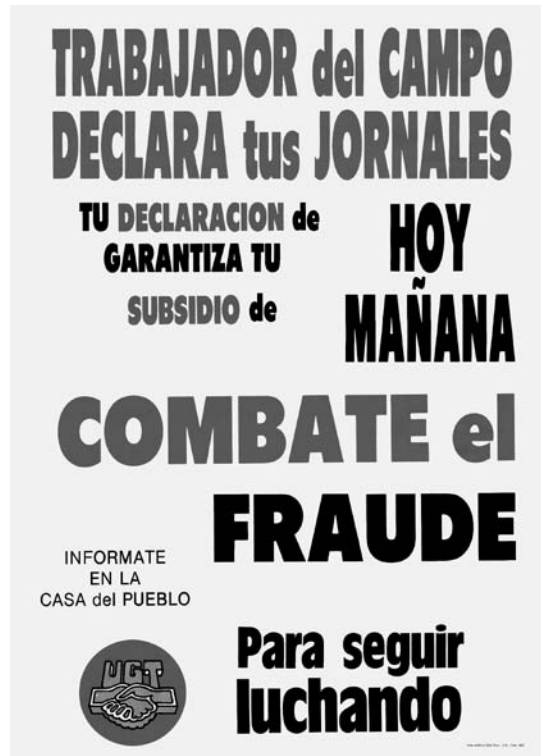 TRABAJADOR del CAMPO
DECLARA tus JORNALES
TU DECLARACION de HOY
GARANTIZA TU
SUBSIDIO de MAÑANA
COMBATE el
FRAUDE
INFORMATE
EN LA
CASA del PUEBLO
UGT
Para seguir
luchando